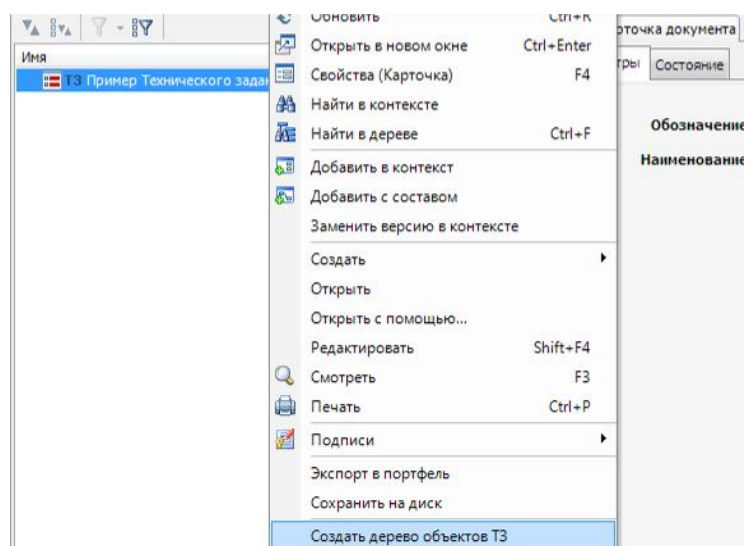 Обновить Ctrl+R
Открыть в новом окне Ctrl+Enter
Свойства (Карточка) F4
Найти в контексте
Найти в дереве Ctrl+F
Добавить в контекст
Добавить с составом
Заменить версию в контексте
Создать
Открыть
Открыть с помощью...
Редактировать Shift+F4
Смотреть F3
Печать Ctrl+P
Подписи
Экспорт в портфель
Сохранить на диск
Создать дерево объектов ТЗ
Имя
ТЗ Пример Технического задан
рточка документа
тры Состояние
Обозначение
Наименование